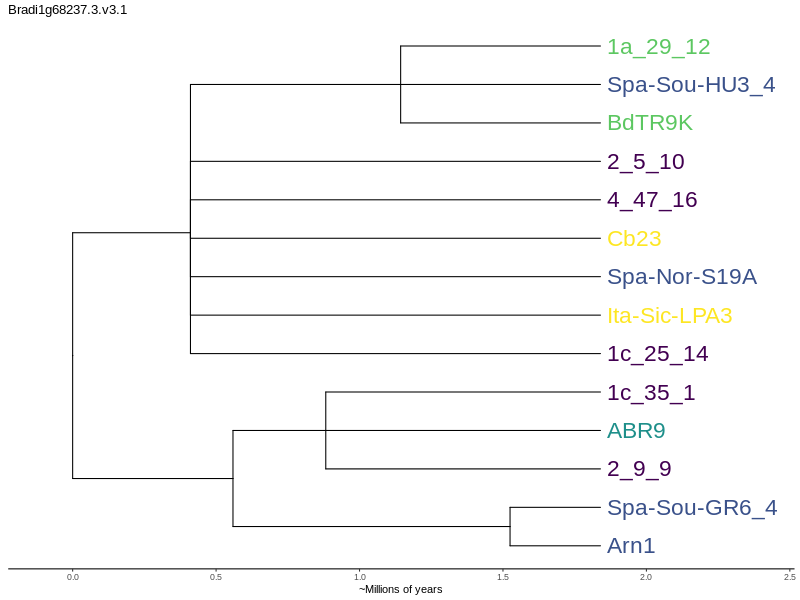 Bradi1g68237.3.v3.1
1a_29_12
Spa-Sou-HU3_4
BdTR9K
2_5_10
4_47_16
Cb23
Spa-Nor-S19A
Ita-Sic-LPA3
1c_25_14
1c_35_1
ABR9
2_9_9
Spa-Sou-GR6_4
Arn1
0.0 0.5 1.0 1.5 2.0 2.5
~Millions of years